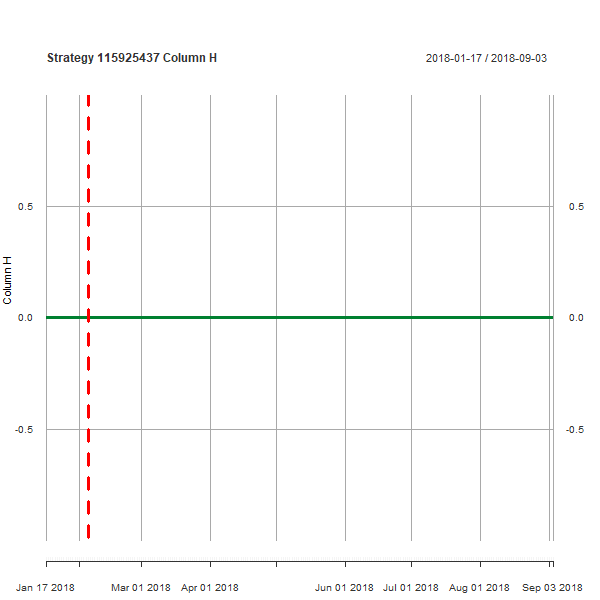 Strategy 115925437 Column H
2018-01-17 / 2018-09-03
0.5
0.5
Column H
0.0
0.0
-0.5
-0.5
Jan 17 2018
Mar 01 2018
Apr 01 2018
Jun 01 2018
Jul 01 2018
Aug 01 2018
Sep 03 2018